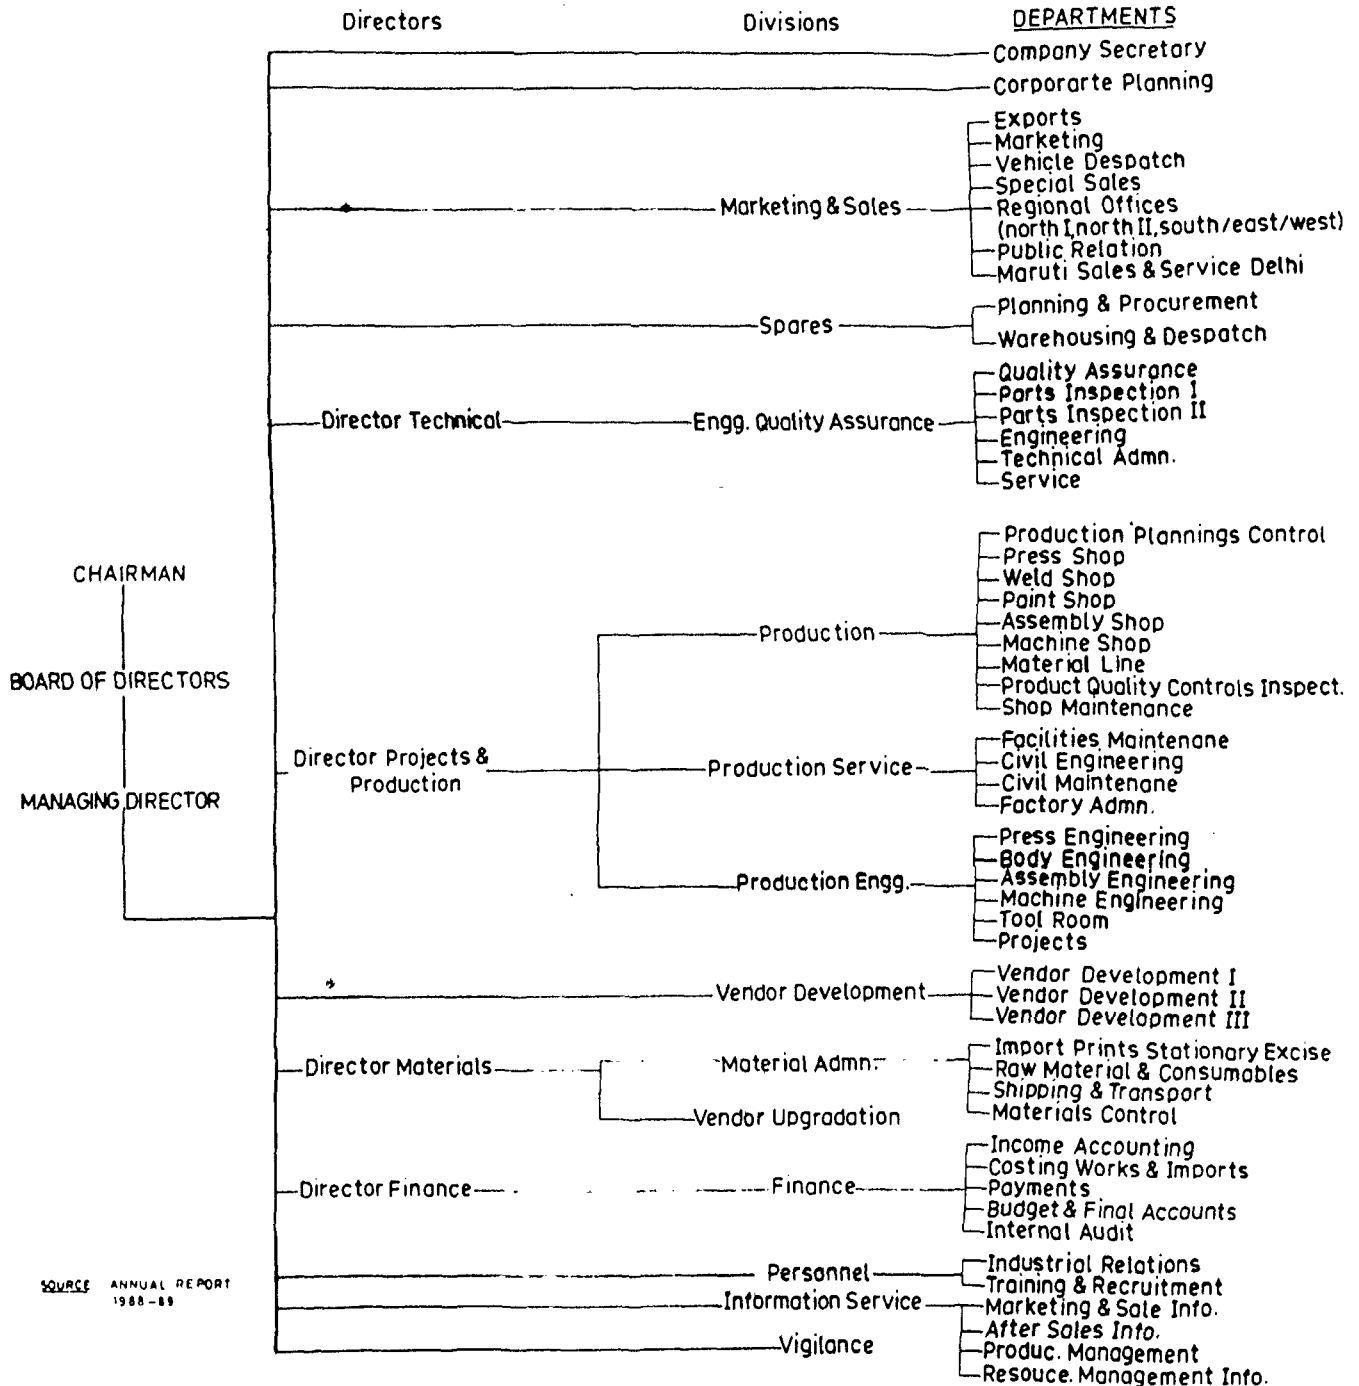 Directors
Divisions
DEPARTMENTS
Company Secretary
Corporarte Planning
Exports
Marketing
Vehicle Despatch
Special Sales
Marketing & Sales
Regional Offices
(north I,north II,south/east/west)
Public Relation
Maruti Sales & Service Delhi
Spares
Planning & Procurement
Warehousing & Despatch
Director Technical
Engg. Quality Assurance
Quality Assurance
Parts Inspection I
Parts Inspection II
Engineering
Technical Admn.
Service
CHAIRMAN
BOARD OF DIRECTORS
MANAGING DIRECTOR
Director Projects &
Production
Production
Production Plannings Control
Press Shop
Weld Shop
Paint Shop
Assembly Shop
Machine Shop
Material Line
Product Quality Controls Inspect.
Shop Maintenance
Production Service
Facilities Maintenane
Civil Engineering
Civil Maintenane
Factory Admn.
Production Engg.
Press Engineering
Body Engineering
Assembly Engineering
Machine Engineering
Tool Room
Projects
Vendor Development
Vendor Development I
Vendor Development II
Vendor Development III
Director Materials
Material Admn.
Import Prints Stationary Excise
Raw Material & Consumables
Shipping & Transport
Materials Control
Vendor Upgradation
Director Finance
Finance
Income Accounting
Costing Works & Imports
Payments
Budget & Final Accounts
Internal Audit
Personnel
Industrial Relations
Training & Recruitment
Information Service
Marketing & Sale Info.
After Sales Info.
Produc. Management
Resouce. Management Info.
Vigilance
SOURCE ANNUAL REPORT
1988-89